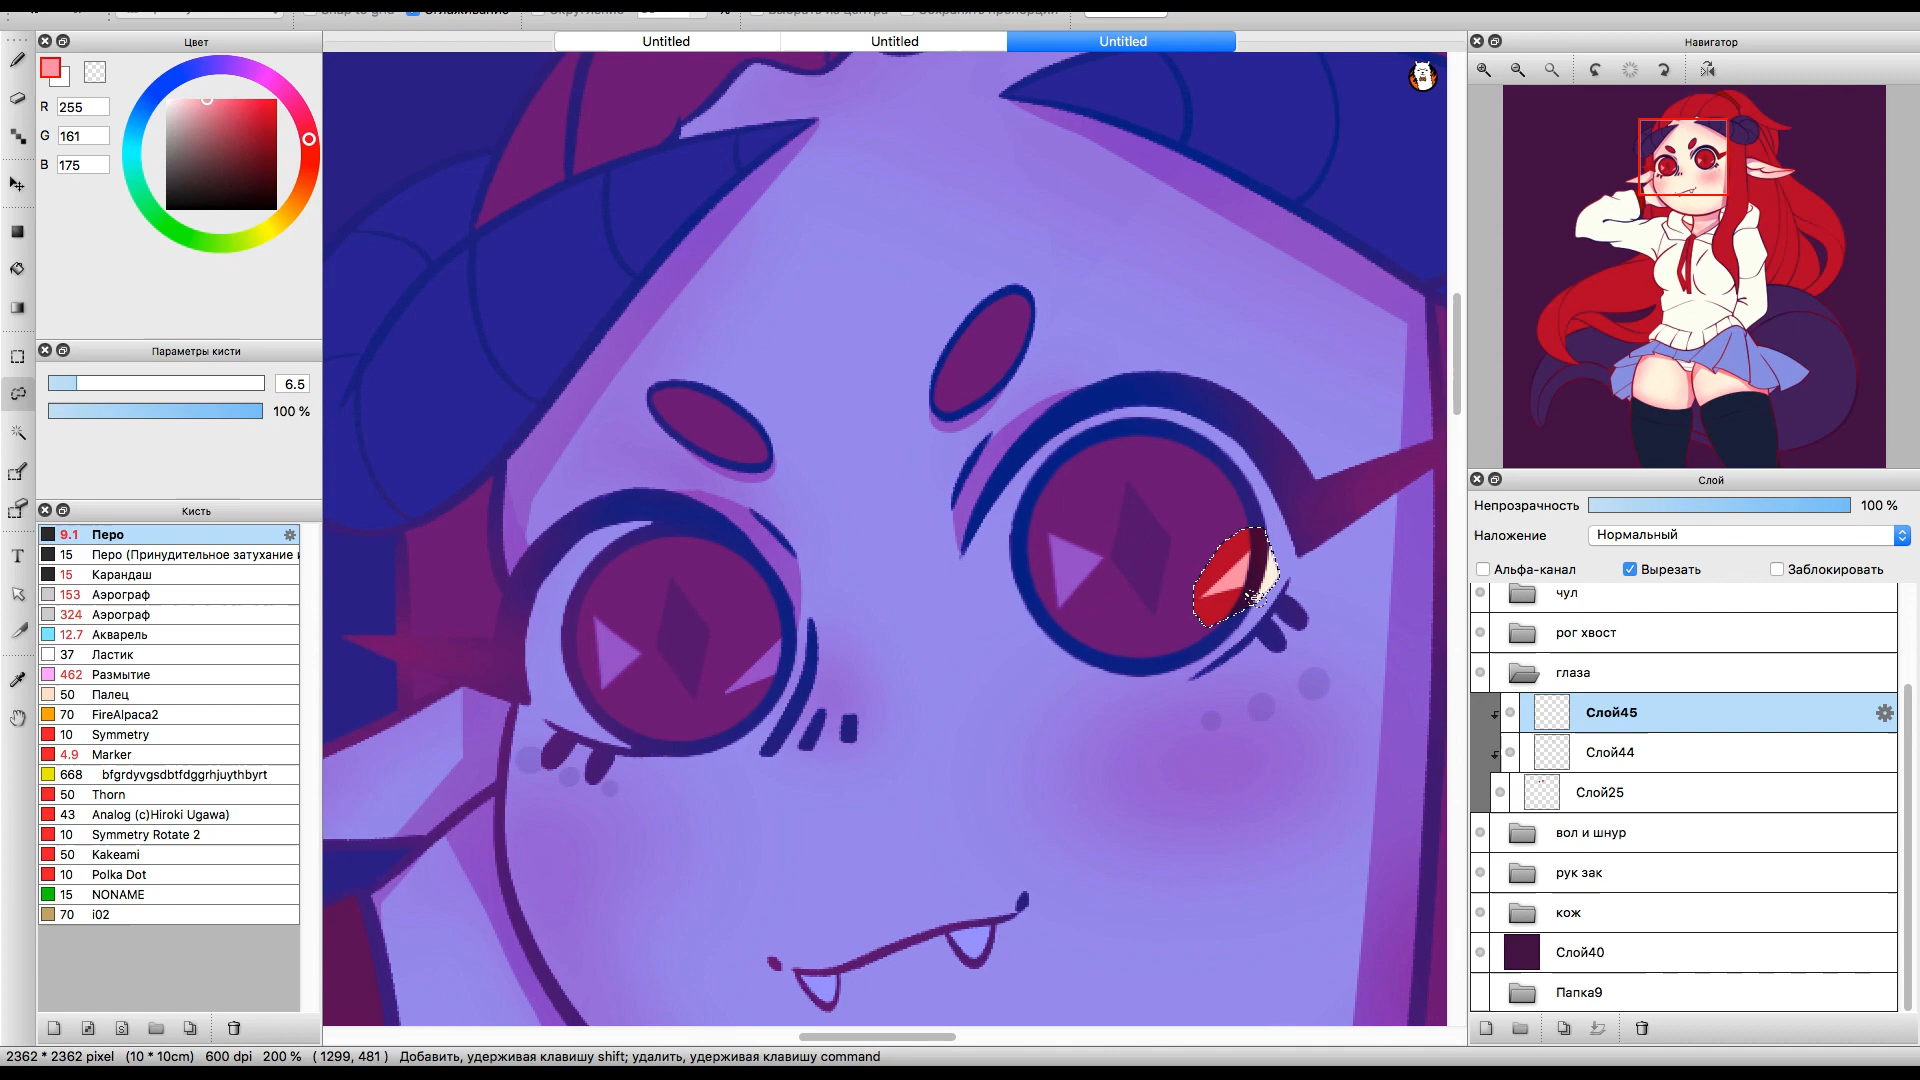 Сглаживание
Untitled
Untitled
Untitled
Цвет
Навигатор
R 255
G 161
B 175
Параметры кисти
6.5
100 %
Слой
Непрозрачность 100 %
Наложение Нормальный
Альфа-канал Вырезать Заблокировать
Кисть
9.1 Перо
15 Перо (Принудительное затухание и
15 Карандаш
153 Аэрограф
324 Аэрограф
12.7 Акварель
37 Ластик
462 Размытие
50 Палец
70 FireAlpaca2
10 Symmetry
4.9 Marker
668 bfgrdyvgsdbtfdggrhjuythbyrt
50 Thorn
43 Analog (c)Hiroki Ugawa)
10 Symmetry Rotate 2
50 Kakeami
10 Polka Dot
15 NONAME
70 i02
T
S
чул
рог хвост
глаза
Слой45
Слой44
Слой25
вол и шнур
рук зак
кож
Слой40
Папка9
2362 * 2362 pixel (10 * 10cm) 600 dpi 200 % ( 1299, 481 ) Добавить, удерживая клавишу shift; удалить, удерживая клавишу command